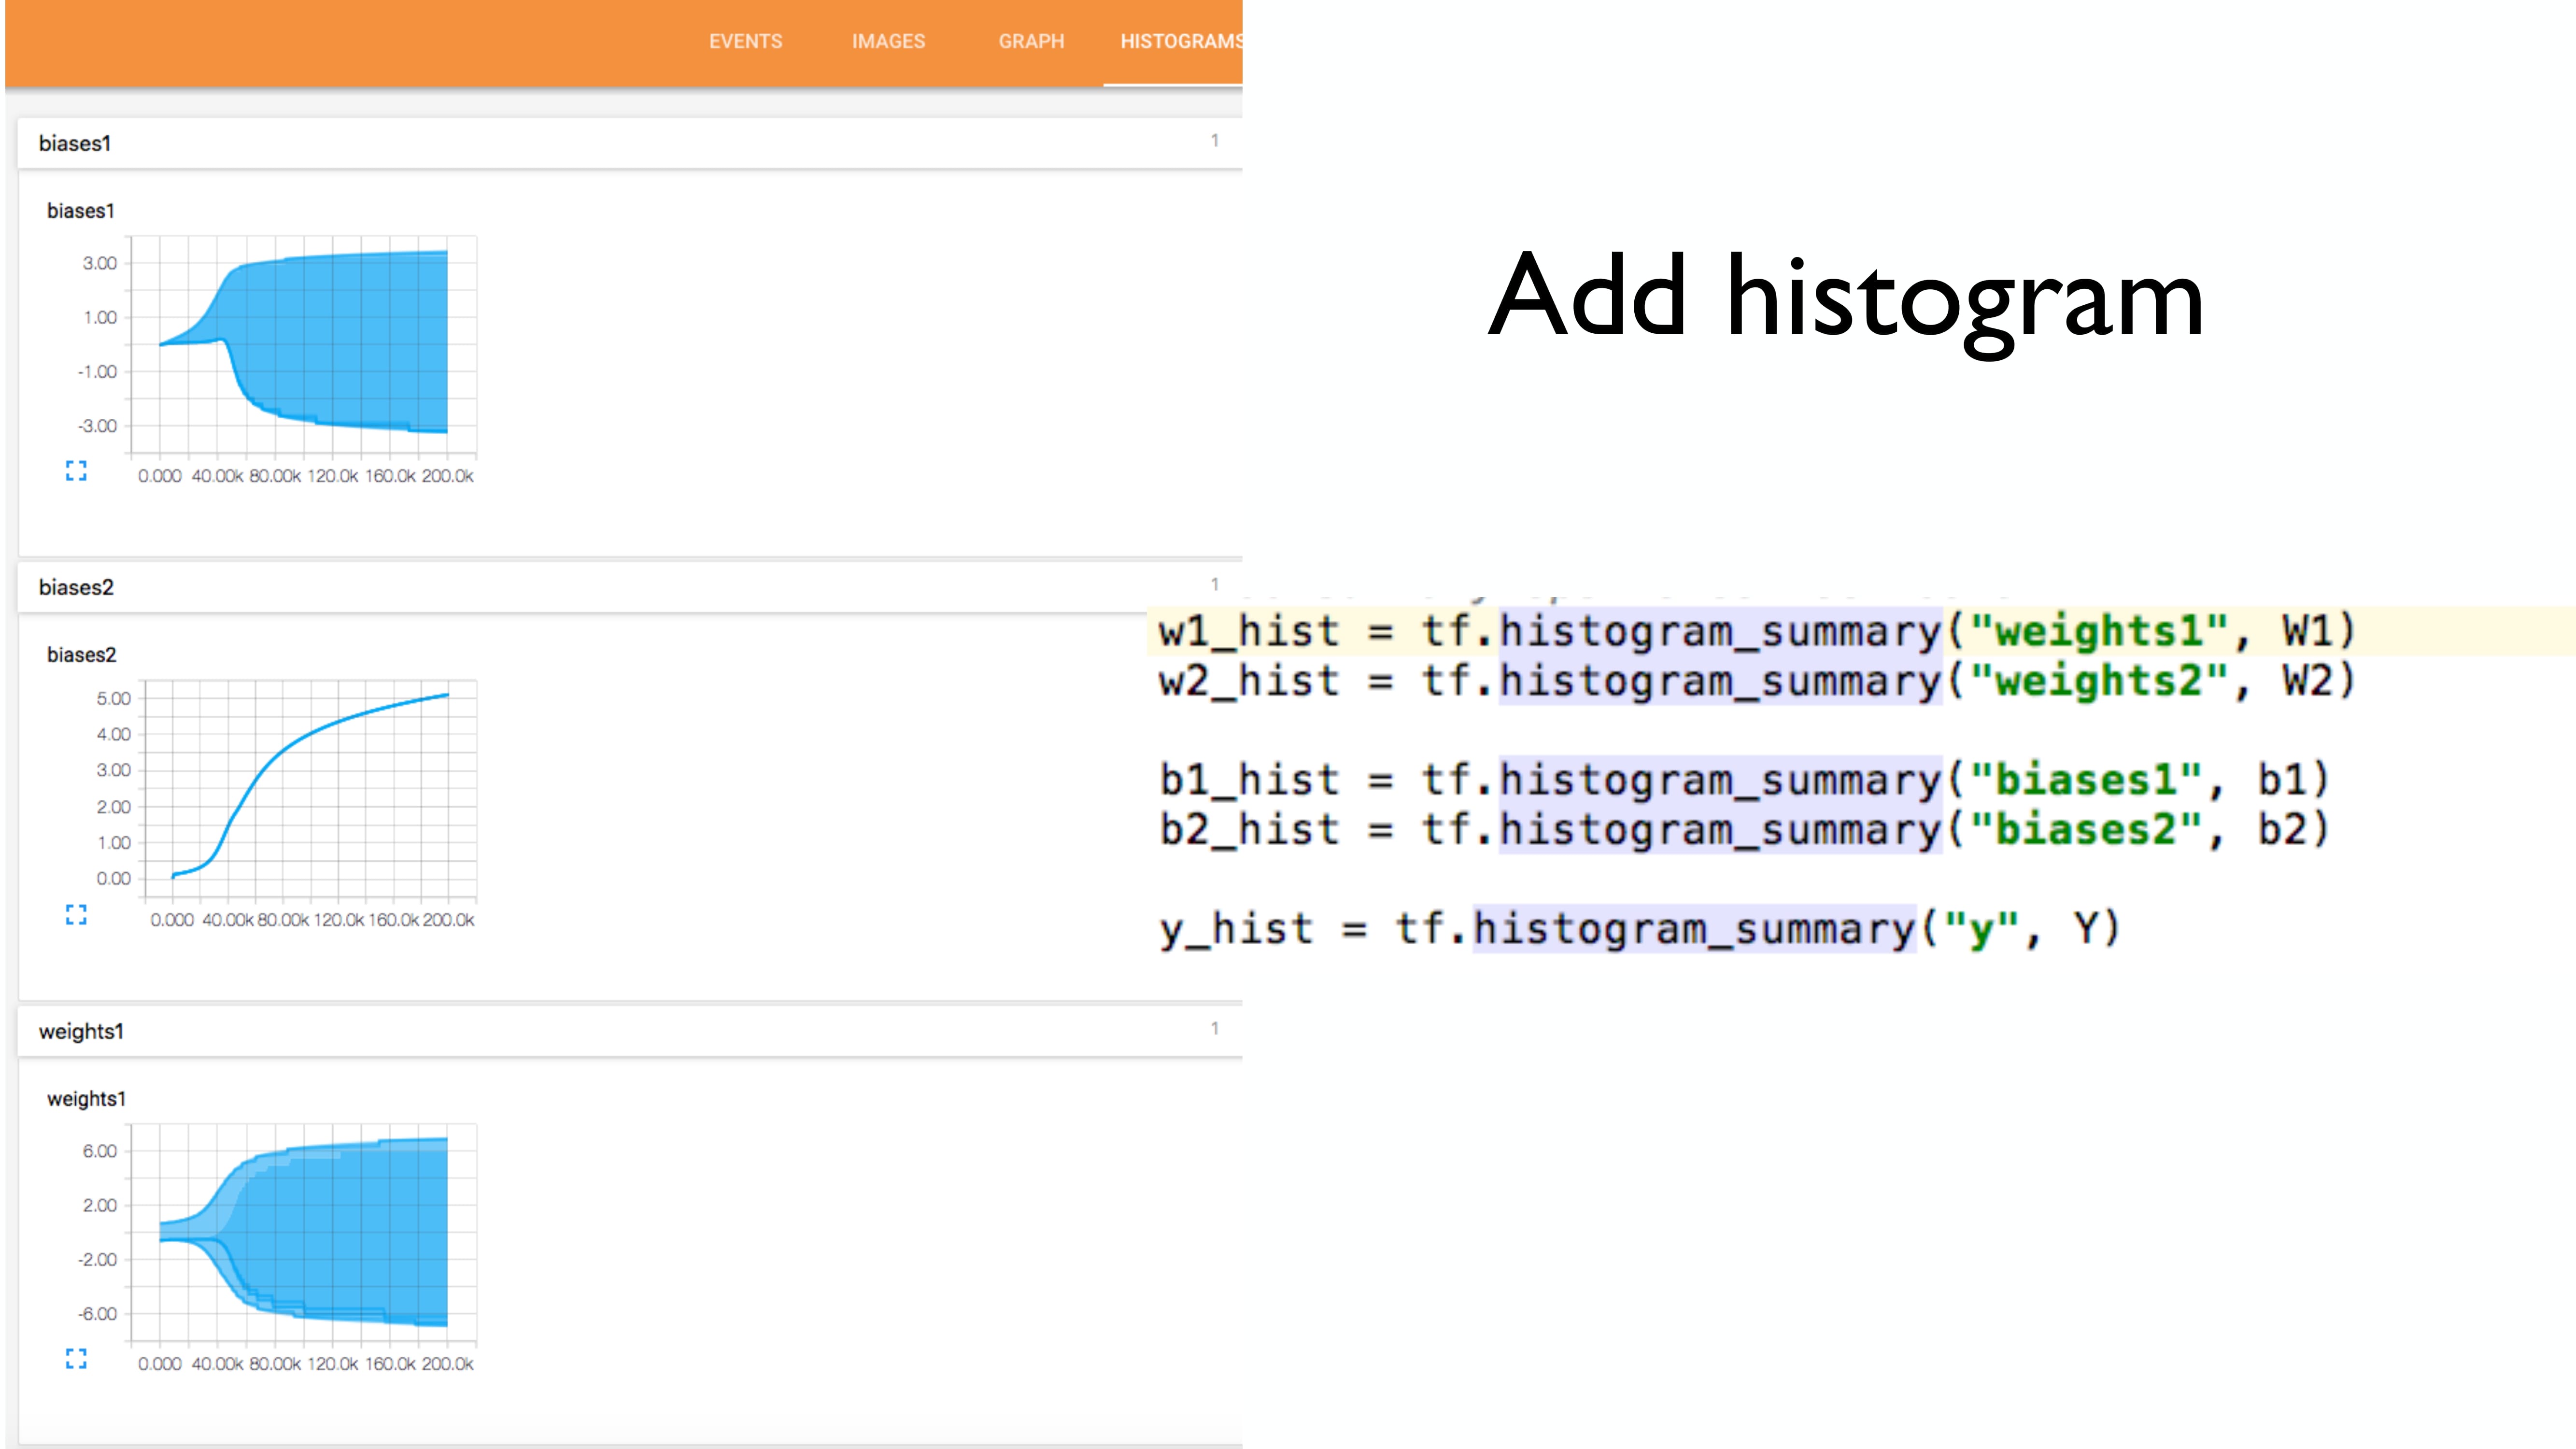 EVENTS IMAGES GRAPH HISTOGRAMS
biases1 1
biases1
3.00
1.00
-1.00
-3.00
0.000 40.00k 80.00k 120.0k 160.0k 200.0k
biases2 1
biases2
5.00
4.00
3.00
2.00
1.00
0.00
0.000 40.00k 80.00k 120.0k 160.0k 200.0k
weights1 1
weights1
6.00
2.00
-2.00
-6.00
0.000 40.00k 80.00k 120.0k 160.0k 200.0k
Add histogram
w1_hist = tf.histogram_summary("weights1", W1)
w2_hist = tf.histogram_summary("weights2", W2)
b1_hist = tf.histogram_summary("biases1", b1)
b2_hist = tf.histogram_summary("biases2", b2)
y_hist = tf.histogram_summary("y", Y)